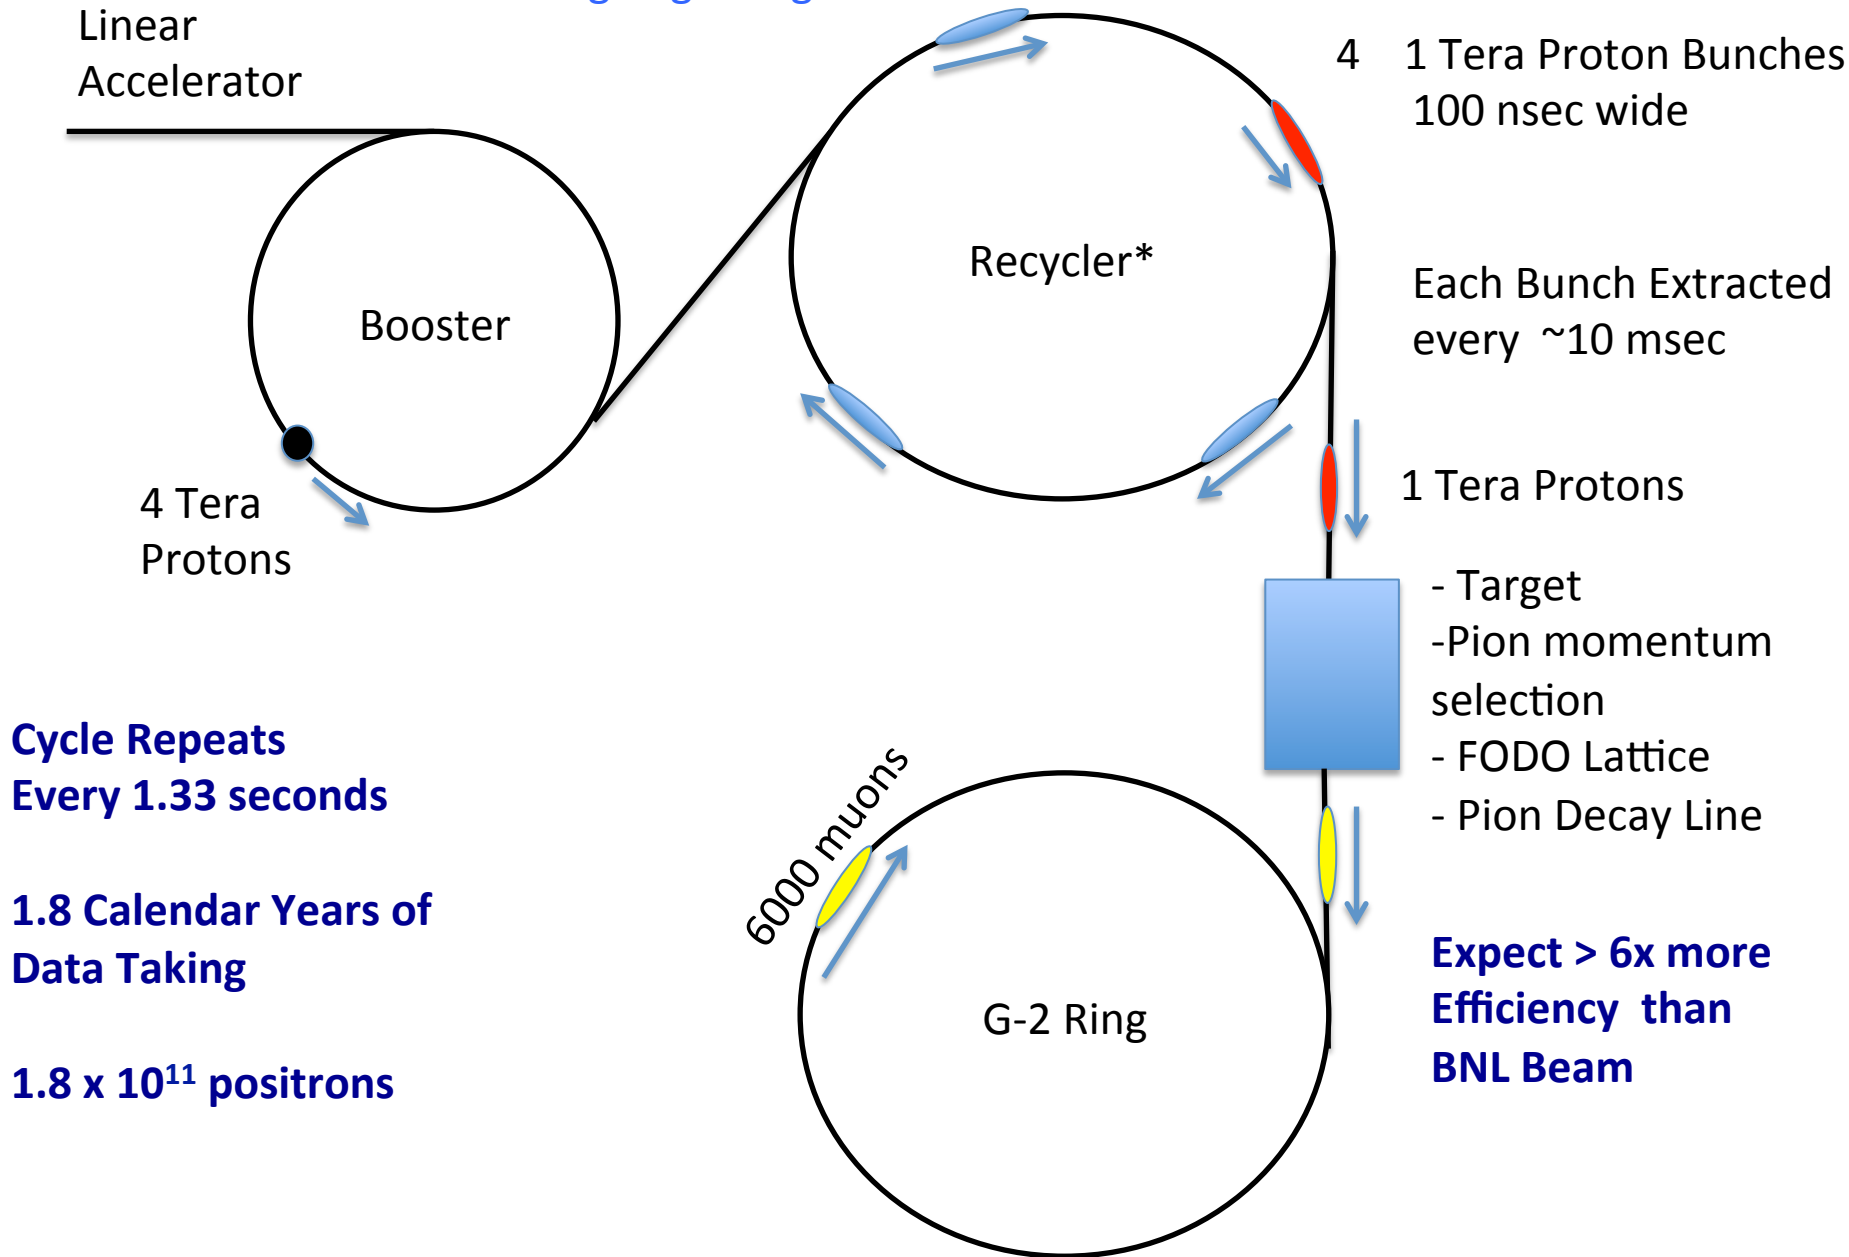 Linear
Accelerator
4 1 Tera Proton Bunches
100 nsec wide
Recycler*
Booster
Each Bunch Extracted
every ~10 msec
4 Tera
Protons
1 Tera Protons
- Target
-Pion momentum
selection
- FODO Lattice
- Pion Decay Line
Cycle Repeats
Every 1.33 seconds
1.8 Calendar Years of
Data Taking
1.8 x 10¹¹ positrons
6000 muons
G-2 Ring
Expect > 6x more
Efficiency than
BNL Beam